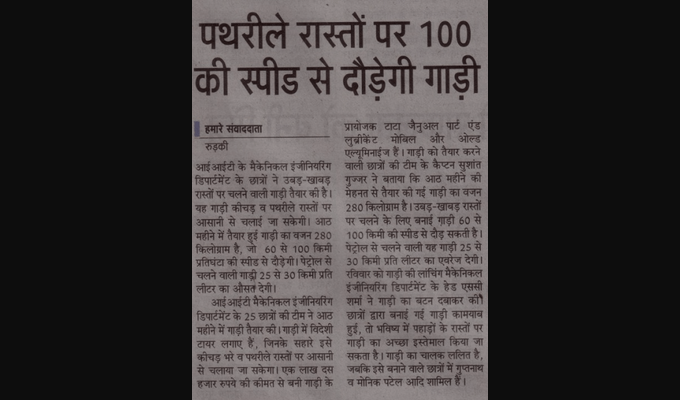 पथरीले रास्तों पर 100
की स्पीड से दौड़ेगी गाड़ी
हमारे संवाददाता
रुड़की
आईआईटी के मैकेनिकल इंजीनियरिंग
डिपार्टमेंट के छात्रों ने उबड़-खाबड़
रास्तों पर चलने वाली गाड़ी तैयार की है।
यह गाड़ी कीचड़ व पथरीले रास्तों पर
आसानी से चलाई जा सकेगी। आठ
महीने में तैयार हुई गाड़ी का वजन 280
किलोग्राम है, जो 60 से 100 किमी
प्रतिघंटा की स्पीड से दौड़ेगी। पेट्रोल से
चलने वाली गाड़ी 25 से 30 किमी प्रति
लीटर का औसत देगी।
आईआईटी मैकेनिकल इंजीनियरिंग
डिपार्टमेंट के 25 छात्रों की टीम ने आठ
महीने में गाड़ी तैयार की। गाड़ी में विदेशी
टायर लगाए हैं, जिनके सहारे इसे
कीचड़ भरे व पथरीले रास्तों पर आसानी
से चलाया जा सकेगा। एक लाख दस
हजार रुपये की कीमत से बनी गाड़ी के
प्रायोजक टाटा जैनुअल पार्ट एंड
लुब्रीकेंट मोबिल और ओल्ड
एल्यूमिनाईज हैं। गाड़ी को तैयार करने
वाली छात्रों की टीम के कैप्टन सुशांत
गुज्जर ने बताया कि आठ महीने की
मेहनत से तैयार की गई गाड़ी का वजन
280 किलोग्राम है। उबड़-खाबड़ रास्तों
पर चलने के लिए बनाई गाड़ी 60 से
100 किमी की स्पीड से दौड़ सकती है।
पेट्रोल से चलने वाली यह गाड़ी 25 से
30 किमी प्रति लीटर का एवरेज देगी।
रविवार को गाड़ी की लांचिंग मैकेनिकल
इंजीनियरिंग डिपार्टमेंट के हेड एससी
शर्मा ने गाड़ी का बटन दबाकर की।
छात्रों द्वारा बनाई गई गाड़ी कामयाब
हुई, तो भविष्य में पहाड़ों के रास्तों पर
गाड़ी का अच्छा इस्तेमाल किया जा
सकता है। गाड़ी का चालक ललित है,
जबकि इसे बनाने वाले छात्रों में गुप्तनाथ
व मोनिक पटेल आदि शामिल हैं।